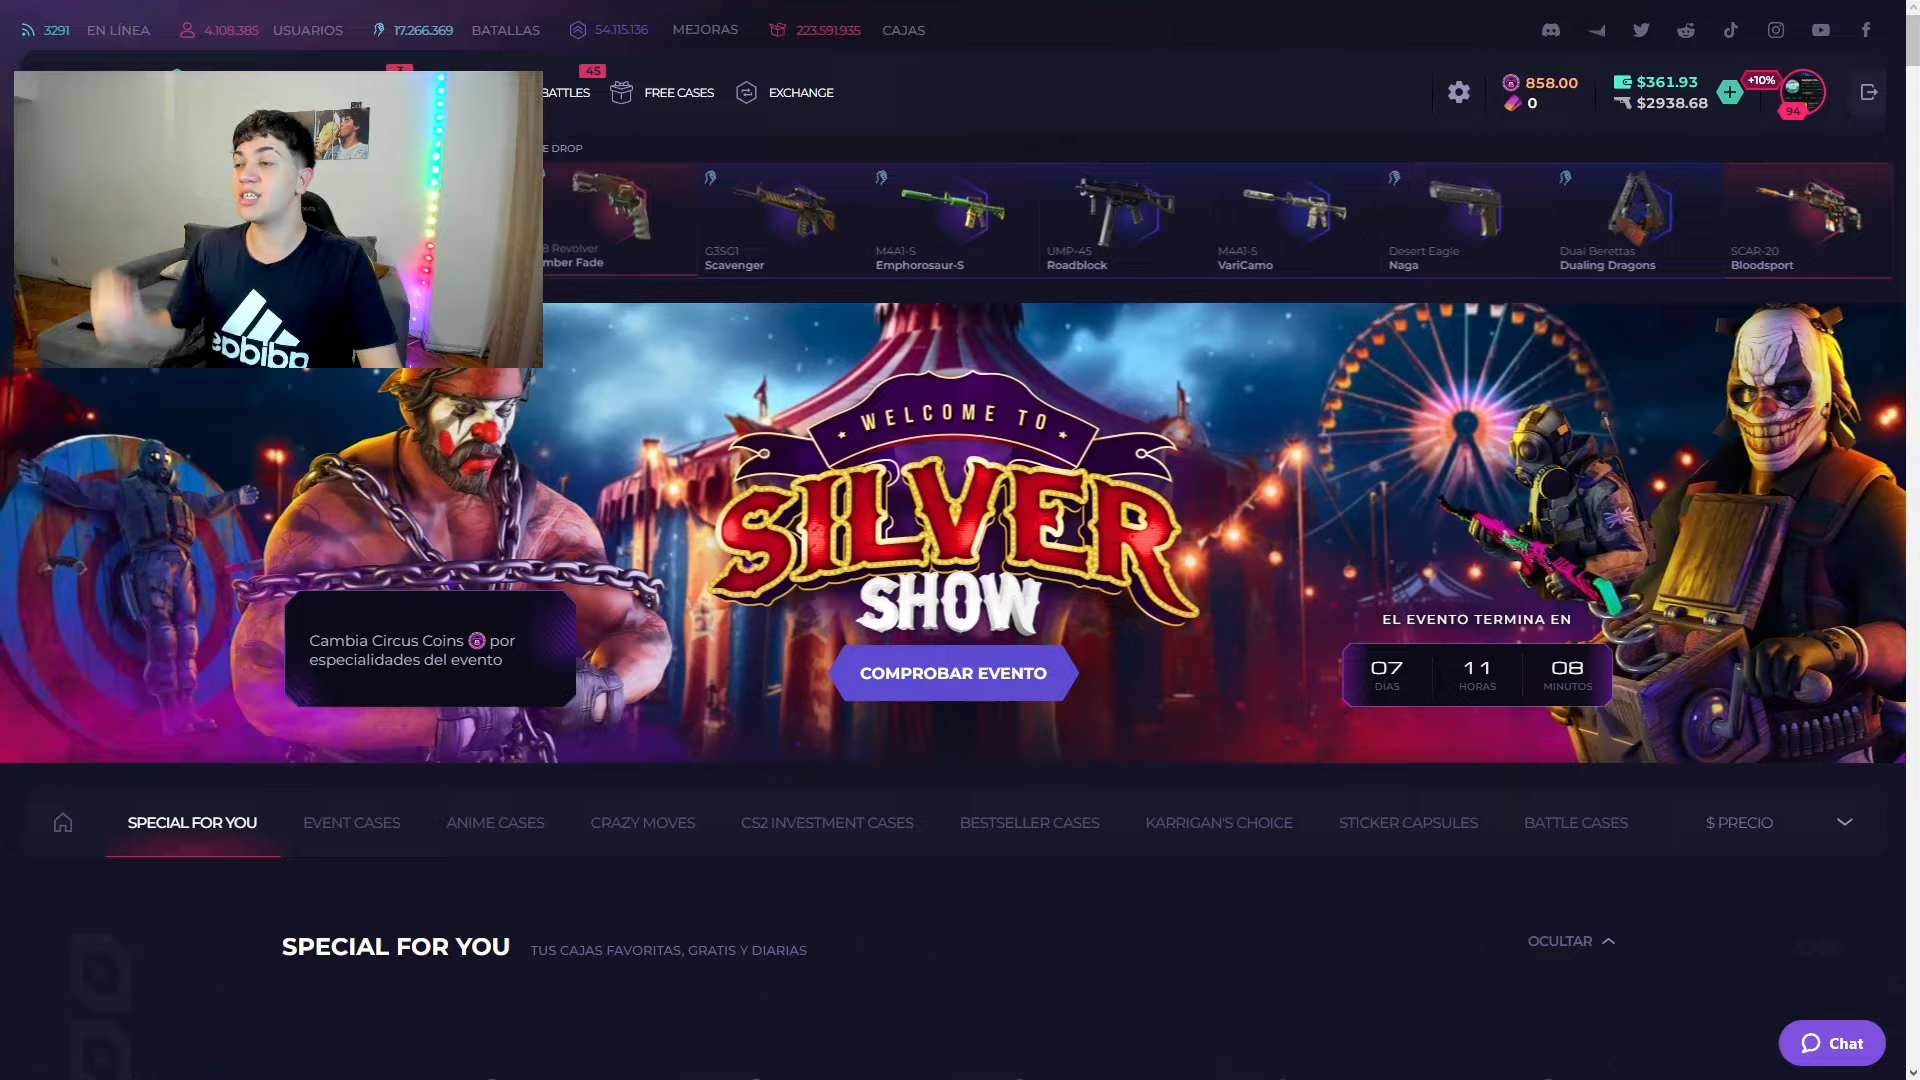 3291 EN LÍNEA 4.108.385 USUARIOS 17.266.369 BATALLAS 54.115.136 MEJORAS 223.591.935 CAJAS
3
45
BATTLES FREE CASES EXCHANGE
858.00
0
$361.93
$2938.68
+10%
94
E DROP
8 Revolver
mber Fade
G3SG1
Scavenger
M4A1-S
Emphorosaur-S
UMP-45
Roadblock
M4A1-S
VariCamo
Desert Eagle
Naga
Dual Berettas
Dueling Dragons
SCAR-20
Bloodsport
adidas
WELCOME TO
SILVER
SHOW
Cambia Circus Coins por
especialidades del evento
COMPROBAR EVENTO
EL EVENTO TERMINA EN
07 11 08
DÍAS HORAS MINUTOS
SPECIAL FOR YOU EVENT CASES ANIME CASES CRAZY MOVES CS2 INVESTMENT CASES BESTSELLER CASES KARRIGAN'S CHOICE STICKER CAPSULES BATTLE CASES $ PRECIO
SPECIAL FOR YOU TUS CAJAS FAVORITAS, GRATIS Y DIARIAS
OCULTAR
Chat